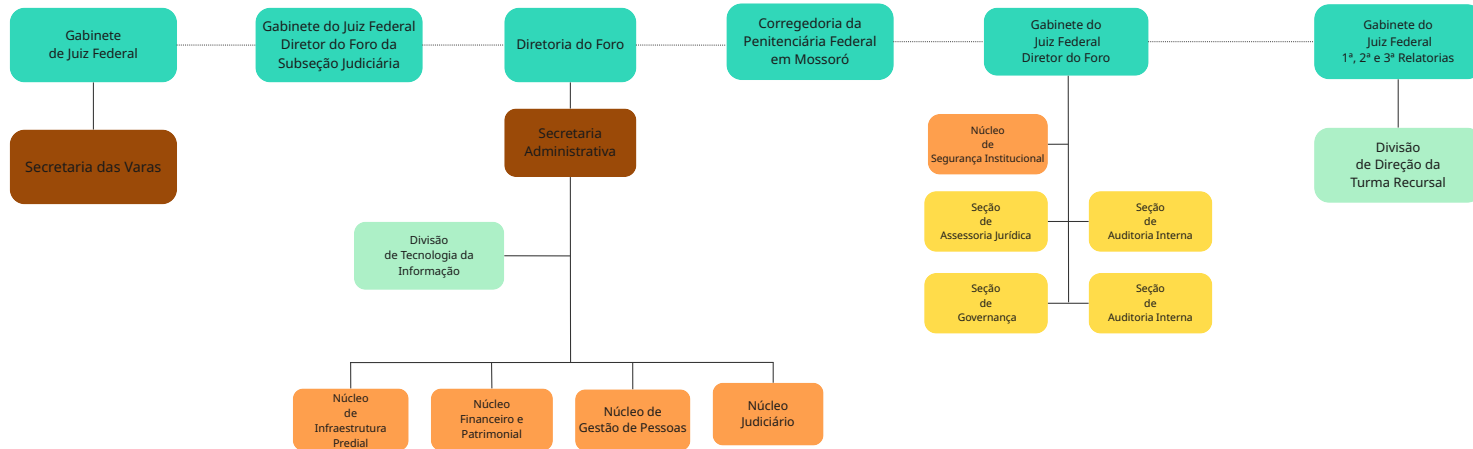 Gabinete
de Juiz Federal
Gabinete do Juiz Federal
Diretor do Foro da
Subseção Judiciária
Diretoria do Foro
Corregedoria da
Penitenciária Federal
em Mossoró
Gabinete do
Juiz Federal
Diretor do Foro
Gabinete do
Juiz Federal
1ª, 2ª e 3ª Relatorias
Secretaria das Varas
Secretaria
Administrativa
Núcleo
de
Segurança Institucional
Divisão
de Direção da
Turma Recursal
Seção
de
Assessoria Jurídica
Seção
de
Auditoria Interna
Divisão
de Tecnologia da
Informação
Seção
de
Governança
Seção
de
Auditoria Interna
Núcleo
de
Infraestrutura
Predial
Núcleo
Financeiro e
Patrimonial
Núcleo de
Gestão de Pessoas
Núcleo
Judiciário